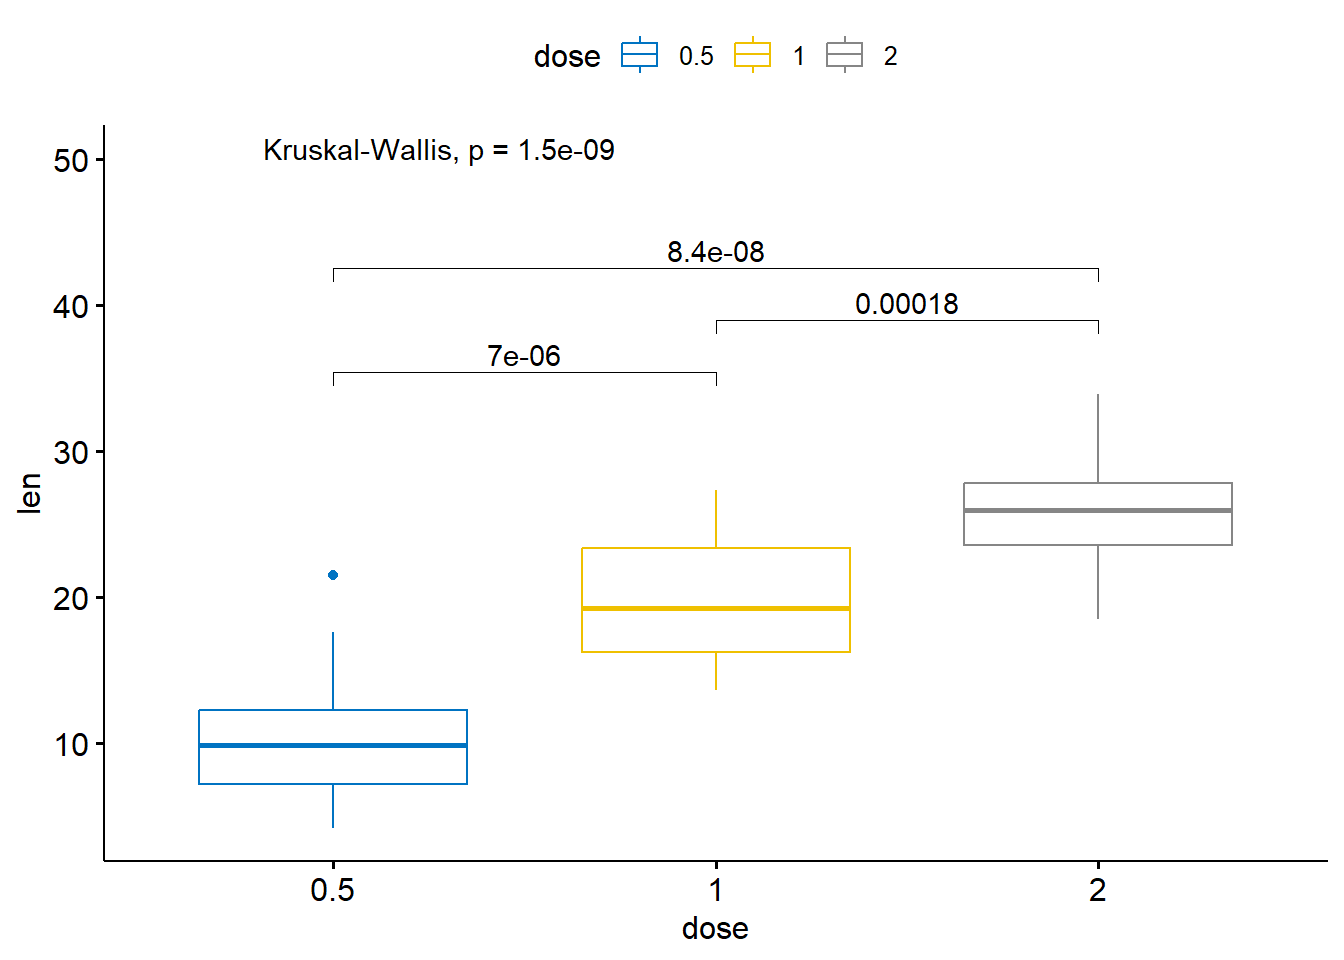 dose 0.5 1 2
Kruskal-Wallis, p = 1.5e-09
50
8.4e-08
40
0.00018
7e-06
30
len
20
10
0.5 1 2
dose